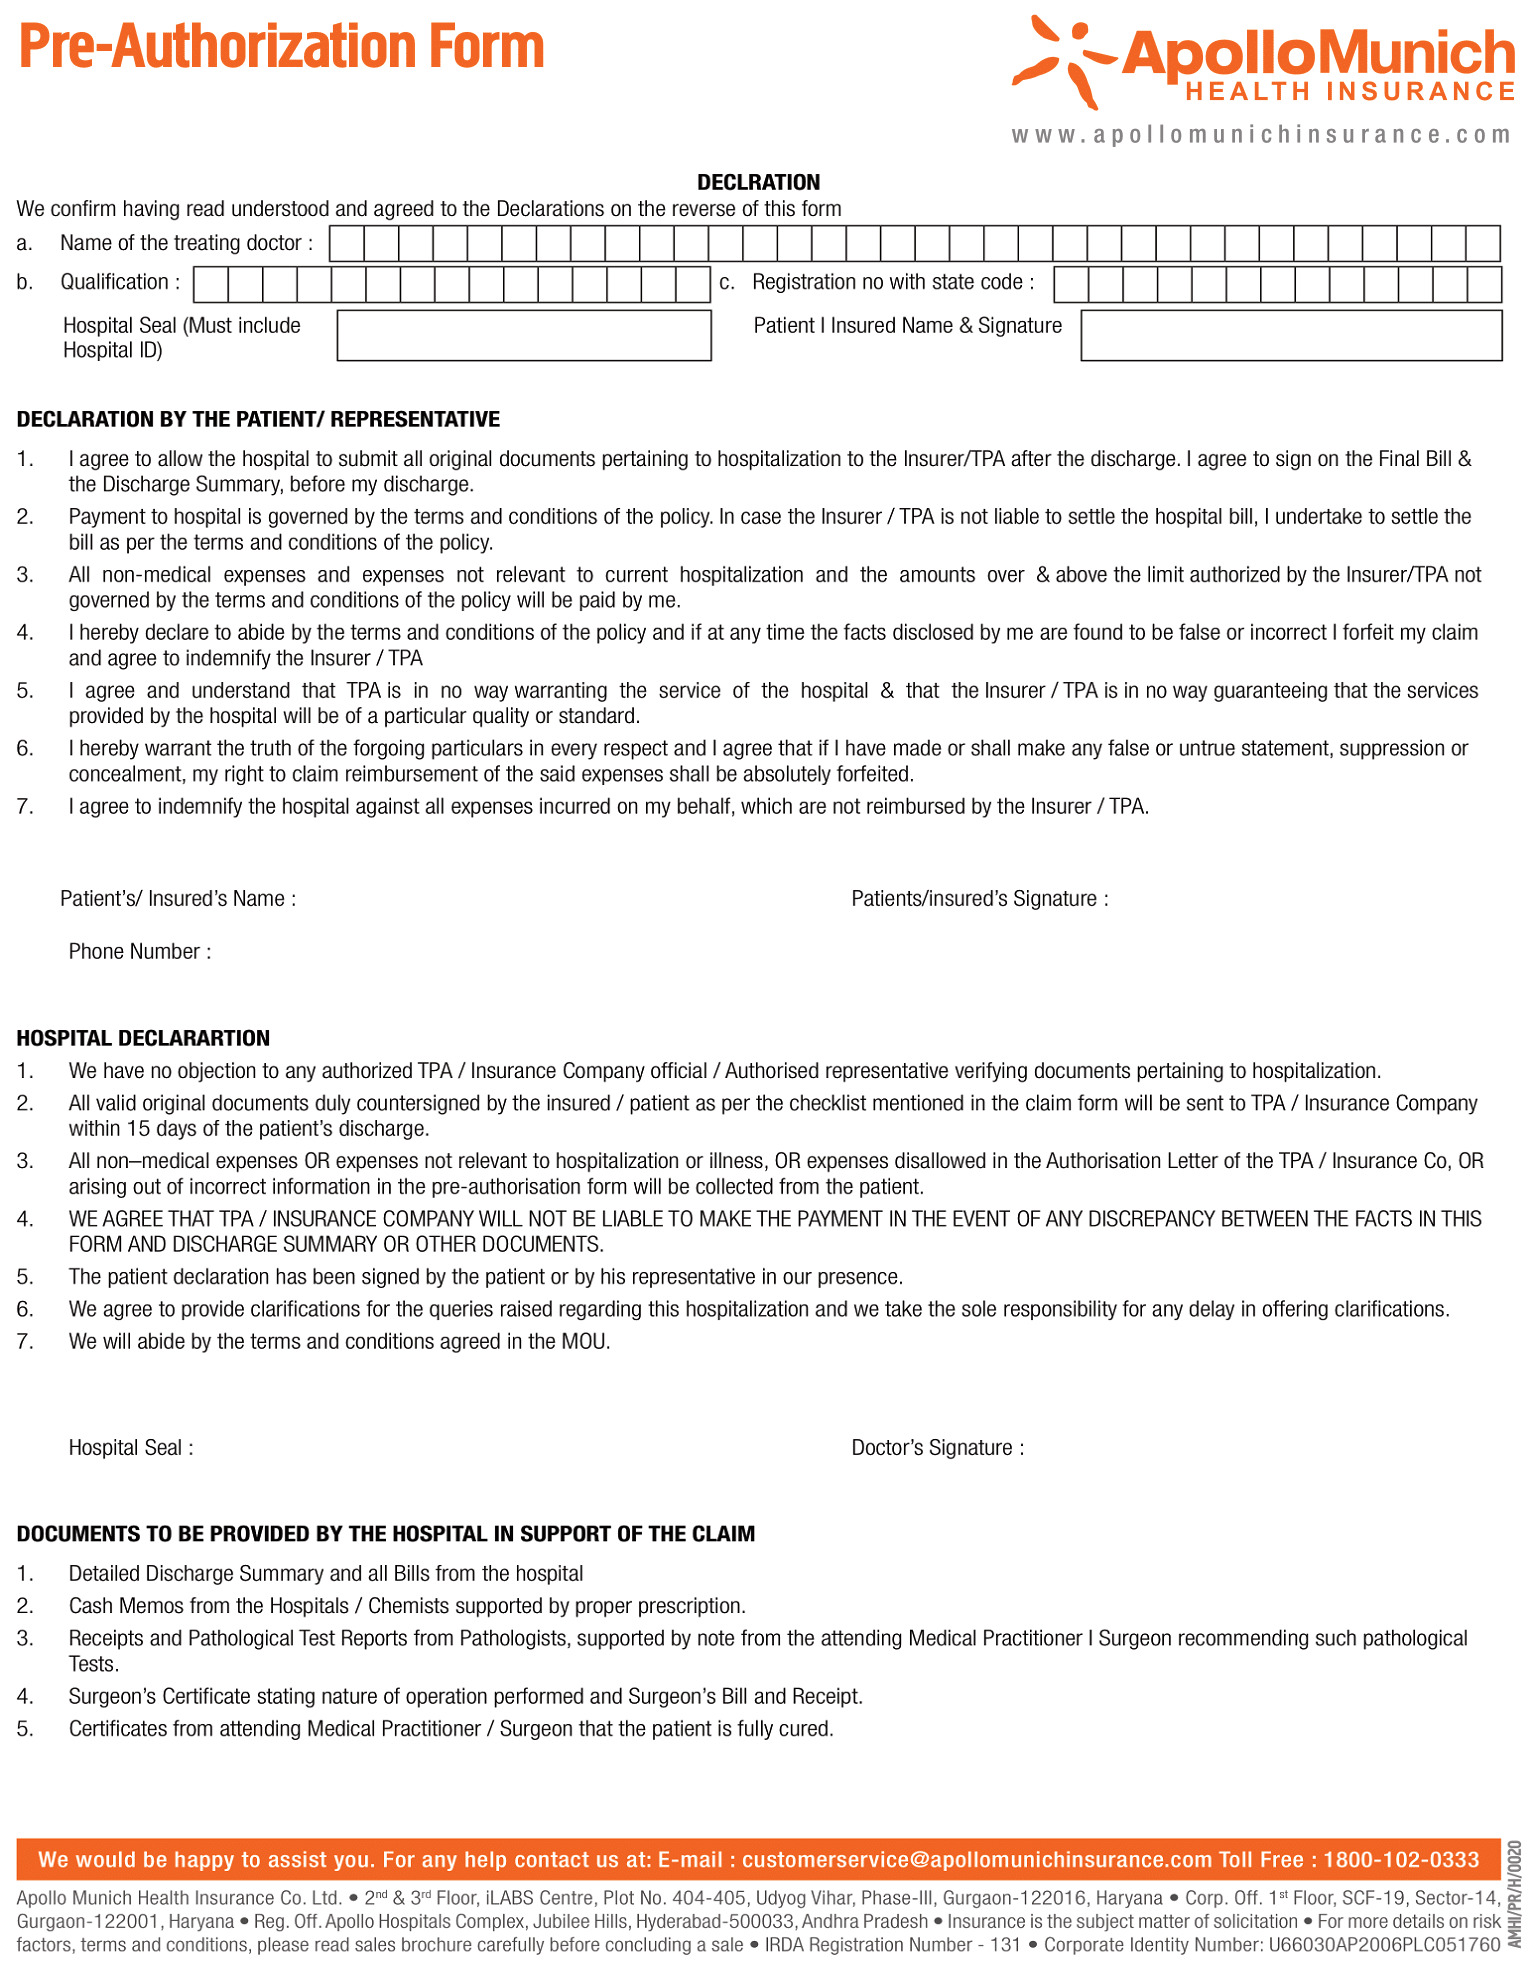 Pre-Authorization Form
ApolloMunich
HEALTH INSURANCE
www.apollomunichinsurance.com
DECLRATION
We confirm having read understood and agreed to the Declarations on the reverse of this form
a. Name of the treating doctor :
b. Qualification : c. Registration no with state code :
Hospital Seal (Must include Patient I Insured Name & Signature
Hospital ID)
DECLARATION BY THE PATIENT/ REPRESENTATIVE
1. I agree to allow the hospital to submit all original documents pertaining to hospitalization to the Insurer/TPA after the discharge. I agree to sign on the Final Bill &
the Discharge Summary, before my discharge.
2. Payment to hospital is governed by the terms and conditions of the policy. In case the Insurer / TPA is not liable to settle the hospital bill, I undertake to settle the
bill as per the terms and conditions of the policy.
3. All non-medical expenses and expenses not relevant to current hospitalization and the amounts over & above the limit authorized by the Insurer/TPA not
governed by the terms and conditions of the policy will be paid by me.
4. I hereby declare to abide by the terms and conditions of the policy and if at any time the facts disclosed by me are found to be false or incorrect I forfeit my claim
and agree to indemnify the Insurer / TPA
5. I agree and understand that TPA is in no way warranting the service of the hospital & that the Insurer / TPA is in no way guaranteeing that the services
provided by the hospital will be of a particular quality or standard.
6. I hereby warrant the truth of the forgoing particulars in every respect and I agree that if I have made or shall make any false or untrue statement, suppression or
concealment, my right to claim reimbursement of the said expenses shall be absolutely forfeited.
7. I agree to indemnify the hospital against all expenses incurred on my behalf, which are not reimbursed by the Insurer / TPA.
Patient's/ Insured's Name : Patients/insured's Signature :
Phone Number :
HOSPITAL DECLARARTION
1. We have no objection to any authorized TPA / Insurance Company official / Authorised representative verifying documents pertaining to hospitalization.
2. All valid original documents duly countersigned by the insured / patient as per the checklist mentioned in the claim form will be sent to TPA / Insurance Company
within 15 days of the patient's discharge.
3. All non–medical expenses OR expenses not relevant to hospitalization or illness, OR expenses disallowed in the Authorisation Letter of the TPA / Insurance Co, OR
arising out of incorrect information in the pre-authorisation form will be collected from the patient.
4. WE AGREE THAT TPA / INSURANCE COMPANY WILL NOT BE LIABLE TO MAKE THE PAYMENT IN THE EVENT OF ANY DISCREPANCY BETWEEN THE FACTS IN THIS
FORM AND DISCHARGE SUMMARY OR OTHER DOCUMENTS.
5. The patient declaration has been signed by the patient or by his representative in our presence.
6. We agree to provide clarifications for the queries raised regarding this hospitalization and we take the sole responsibility for any delay in offering clarifications.
7. We will abide by the terms and conditions agreed in the MOU.
Hospital Seal : Doctor's Signature :
DOCUMENTS TO BE PROVIDED BY THE HOSPITAL IN SUPPORT OF THE CLAIM
1. Detailed Discharge Summary and all Bills from the hospital
2. Cash Memos from the Hospitals / Chemists supported by proper prescription.
3. Receipts and Pathological Test Reports from Pathologists, supported by note from the attending Medical Practitioner I Surgeon recommending such pathological
Tests.
4. Surgeon's Certificate stating nature of operation performed and Surgeon's Bill and Receipt.
5. Certificates from attending Medical Practitioner / Surgeon that the patient is fully cured.
We would be happy to assist you. For any help contact us at: E-mail : customerservice@apollomunichinsurance.com Toll Free : 1800-102-0333
Apollo Munich Health Insurance Co. Ltd. • 2nd & 3rd Floor, iLABS Centre, Plot No. 404-405, Udyog Vihar, Phase-III, Gurgaon-122016, Haryana • Corp. Off. 1st Floor, SCF-19, Sector-14,
Gurgaon-122001, Haryana • Reg. Off. Apollo Hospitals Complex, Jubilee Hills, Hyderabad-500033, Andhra Pradesh • Insurance is the subject matter of solicitation • For more details on risk
factors, terms and conditions, please read sales brochure carefully before concluding a sale • IRDA Registration Number - 131 • Corporate Identity Number: U66030AP2006PLC051760
AMHI/PR/H/0020